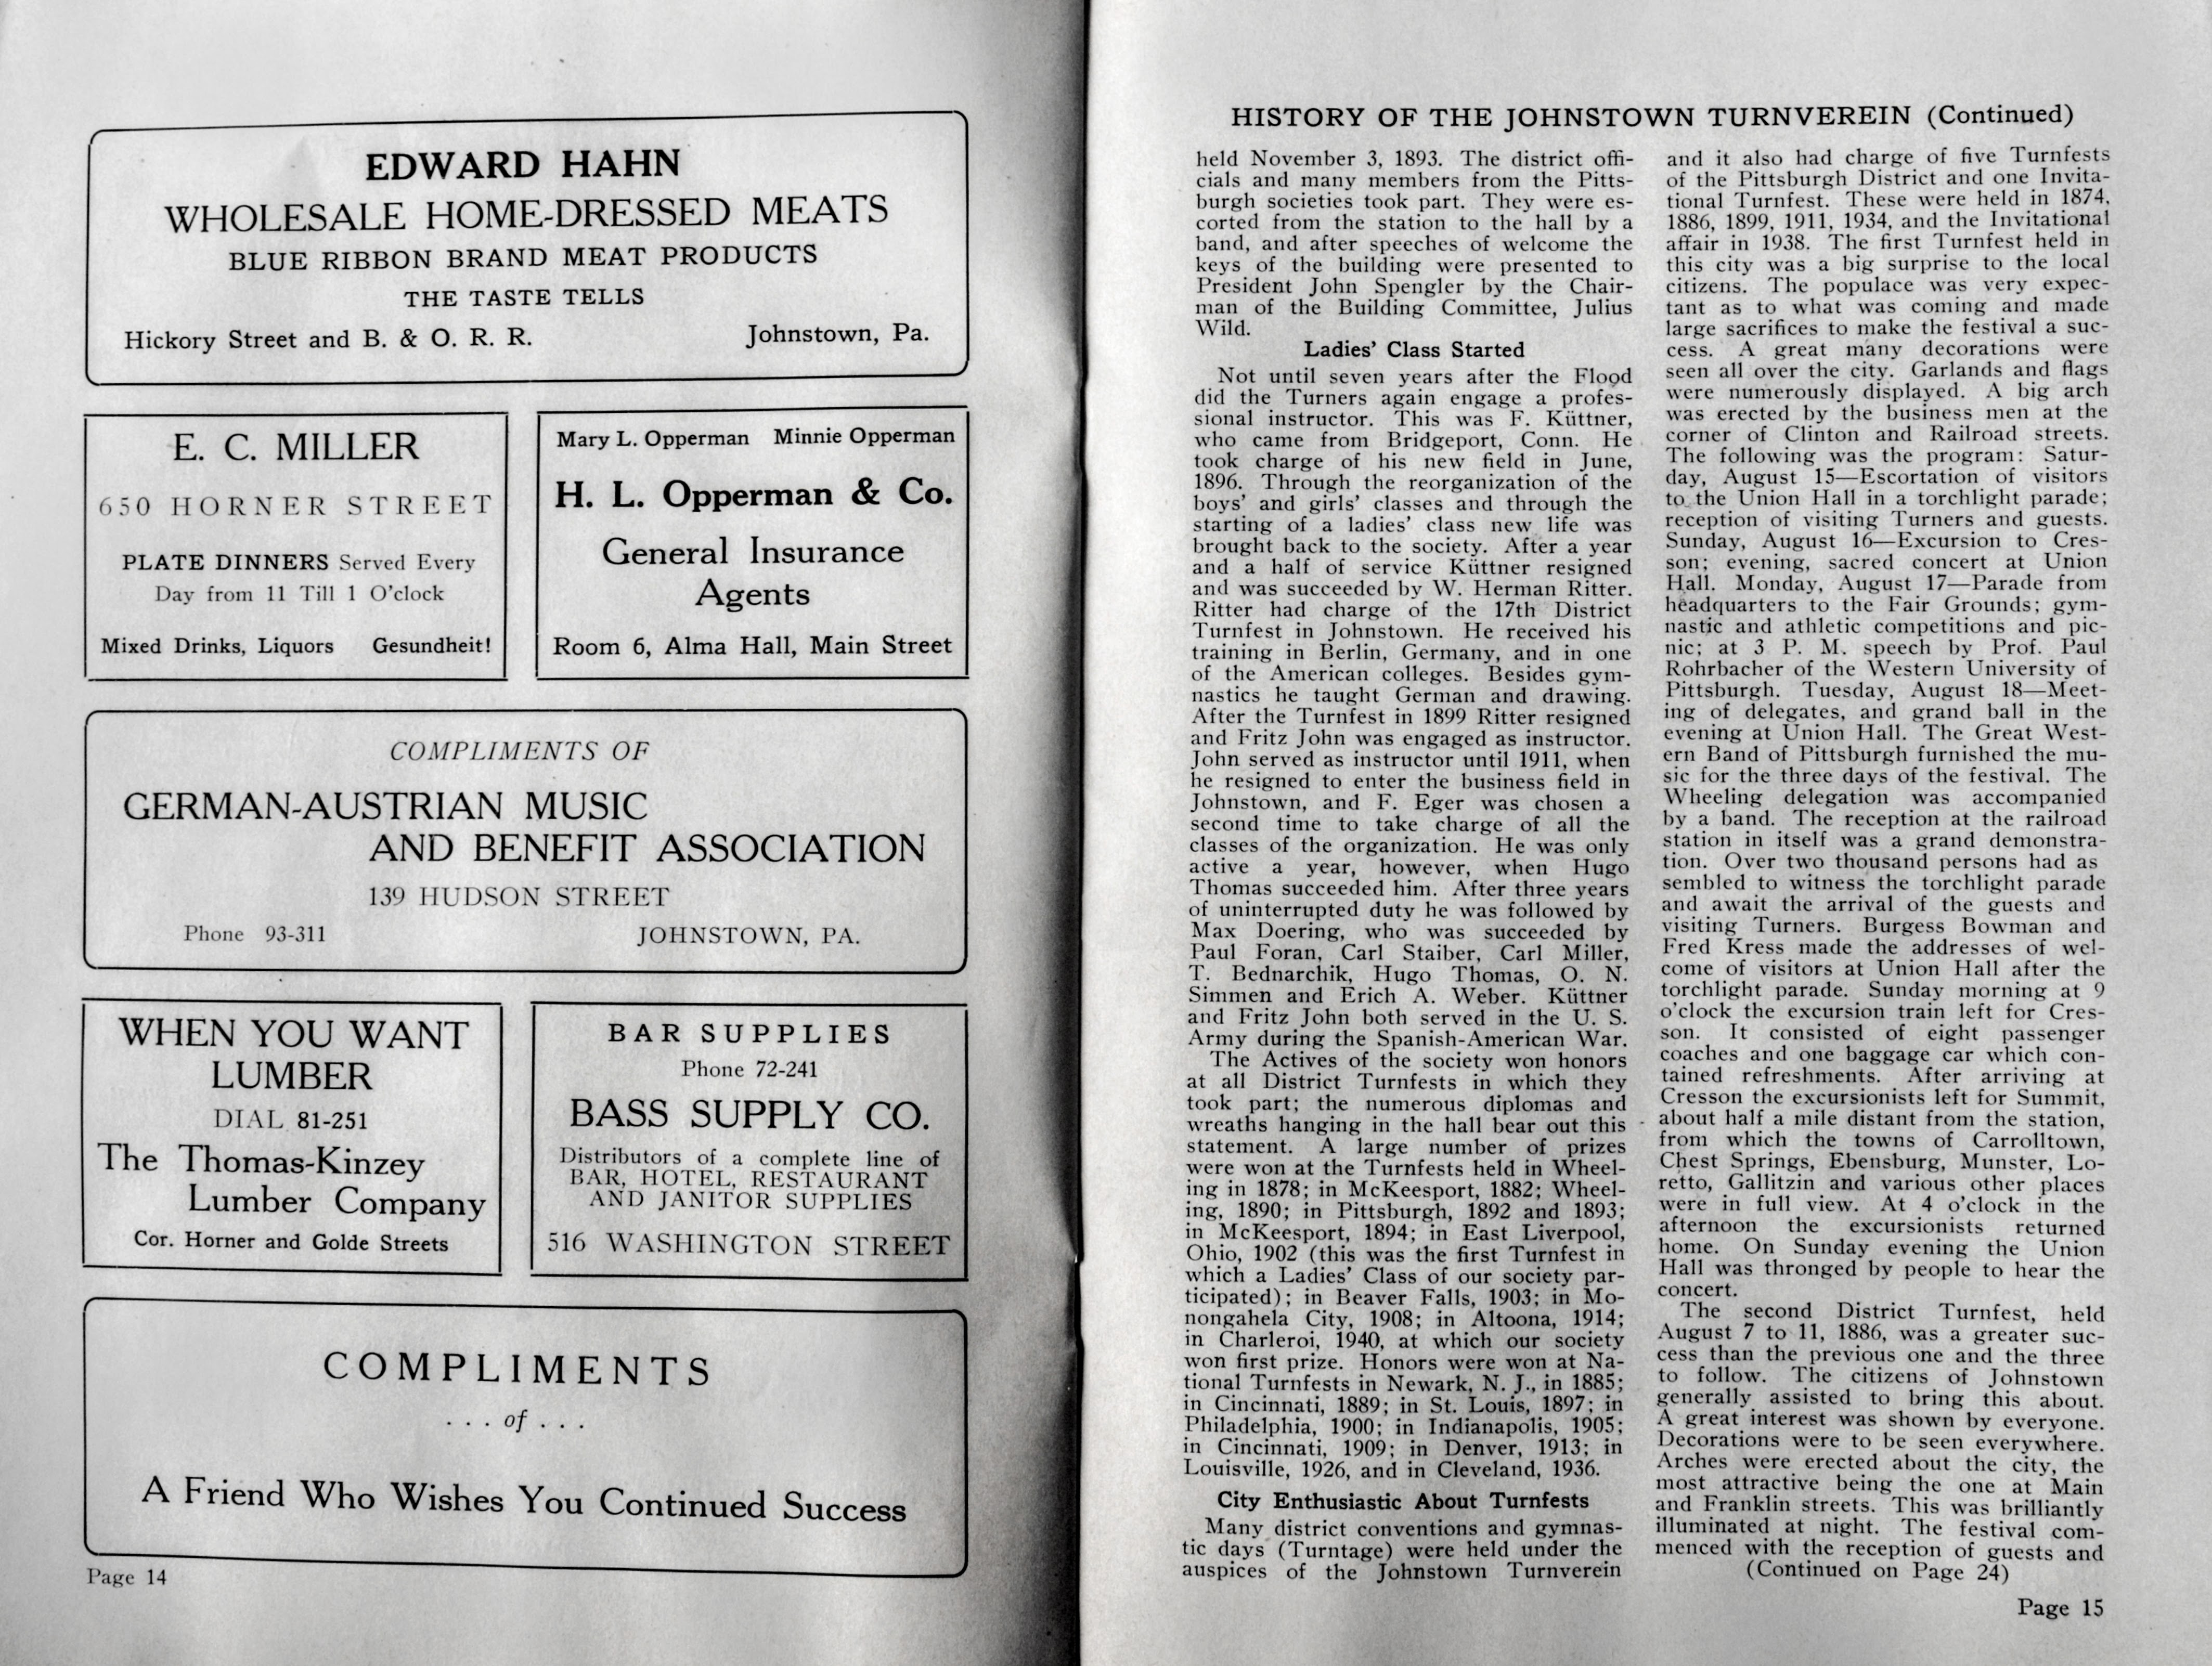 EDWARD HAHN
WHOLESALE HOME-DRESSED MEATS
BLUE RIBBON BRAND MEAT PRODUCTS
THE TASTE TELLS
Hickory Street and B. & O. R. R. Johnstown, Pa.
E. C. MILLER
650 HORNER STREET
PLATE DINNERS Served Every
Day from 11 Till 1 O'clock
Mixed Drinks, Liquors Gesundheit!
Mary L. Opperman Minnie Opperman
H. L. Opperman & Co.
General Insurance
Agents
Room 6, Alma Hall, Main Street
COMPLIMENTS OF
GERMAN-AUSTRIAN MUSIC
AND BENEFIT ASSOCIATION
139 HUDSON STREET
Phone 93-311 JOHNSTOWN, PA.
WHEN YOU WANT
LUMBER
DIAL 81-251
The Thomas-Kinzey
Lumber Company
Cor. Horner and Golde Streets
BAR SUPPLIES
Phone 72-241
BASS SUPPLY CO.
Distributors of a complete line of
BAR, HOTEL, RESTAURANT
AND JANITOR SUPPLIES
516 WASHINGTON STREET
COMPLIMENTS
. . . of . . .
A Friend Who Wishes You Continued Success
Page 14
HISTORY OF THE JOHNSTOWN TURNVEREIN (Continued)
held November 3, 1893. The district offi-
cials and many members from the Pitts-
burgh societies took part. They were es-
corted from the station to the hall by a
band, and after speeches of welcome the
keys of the building were presented to
President John Spengler by the Chair-
man of the Building Committee, Julius
Wild.
Ladies' Class Started
Not until seven years after the Flood
did the Turners again engage a profes-
sional instructor. This was F. Küttner,
who came from Bridgeport, Conn. He
took charge of his new field in June,
1896. Through the reorganization of the
boys' and girls' classes and through the
starting of a ladies' class new life was
brought back to the society. After a year
and a half of service Küttner resigned
and was succeeded by W. Herman Ritter.
Ritter had charge of the 17th District
Turnfest in Johnstown. He received his
training in Berlin, Germany, and in one
of the American colleges. Besides gym-
nastics he taught German and drawing.
After the Turnfest in 1899 Ritter resigned
and Fritz John was engaged as instructor.
John served as instructor until 1911, when
he resigned to enter the business field in
Johnstown, and F. Eger was chosen a
second time to take charge of all the
classes of the organization. He was only
active a year, however, when Hugo
Thomas succeeded him. After three years
of uninterrupted duty he was followed by
Max Doering, who was succeeded by
Paul Foran, Carl Staiber, Carl Miller,
T. Bednarchik, Hugo Thomas, O. N.
Simmen and Erich A. Weber. Küttner
and Fritz John both served in the U. S.
Army during the Spanish-American War.
The Actives of the society won honors
at all District Turnfests in which they
took part; the numerous diplomas and
wreaths hanging in the hall bear out this
statement. A large number of prizes
were won at the Turnfests held in Wheel-
ing in 1878; in McKeesport, 1882; Wheel-
ing, 1890; in Pittsburgh, 1892 and 1893;
in McKeesport, 1894; in East Liverpool,
Ohio, 1902 (this was the first Turnfest in
which a Ladies' Class of our society par-
ticipated); in Beaver Falls, 1903; in Mo-
nongahela City, 1908; in Altoona, 1914;
in Charleroi, 1940, at which our society
won first prize. Honors were won at Na-
tional Turnfests in Newark, N. J., in 1885;
in Cincinnati, 1889; in St. Louis, 1897; in
Philadelphia, 1900; in Indianapolis, 1905;
in Cincinnati, 1909; in Denver, 1913; in
Louisville, 1926, and in Cleveland, 1936.
City Enthusiastic About Turnfests
Many district conventions and gymnas-
tic days (Turntage) were held under the
auspices of the Johnstown Turnverein
and it also had charge of five Turnfests
of the Pittsburgh District and one Invita-
tional Turnfest. These were held in 1874,
1886, 1899, 1911, 1934, and the Invitational
affair in 1938. The first Turnfest held in
this city was a big surprise to the local
citizens. The populace was very expec-
tant as to what was coming and made
large sacrifices to make the festival a suc-
cess. A great many decorations were
seen all over the city. Garlands and flags
were numerously displayed. A big arch
was erected by the business men at the
corner of Clinton and Railroad streets.
The following was the program: Satur-
day, August 15—Escortation of visitors
to the Union Hall in a torchlight parade;
reception of visiting Turners and guests.
Sunday, August 16—Excursion to Cres-
son; evening, sacred concert at Union
Hall. Monday, August 17—Parade from
headquarters to the Fair Grounds; gym-
nastic and athletic competitions and pic-
nic; at 3 P. M. speech by Prof. Paul
Rohrbacher of the Western University of
Pittsburgh. Tuesday, August 18—Meet-
ing of delegates, and grand ball in the
evening at Union Hall. The Great West-
ern Band of Pittsburgh furnished the mu-
sic for the three days of the festival. The
Wheeling delegation was accompanied
by a band. The reception at the railroad
station in itself was a grand demonstra-
tion. Over two thousand persons had as
sembled to witness the torchlight parade
and await the arrival of the guests and
visiting Turners. Burgess Bowman and
Fred Kress made the addresses of wel-
come of visitors at Union Hall after the
torchlight parade. Sunday morning at 9
o'clock the excursion train left for Cres-
son. It consisted of eight passenger
coaches and one baggage car which con-
tained refreshments. After arriving at
Cresson the excursionists left for Summit,
about half a mile distant from the station,
from which the towns of Carrolltown,
Chest Springs, Ebensburg, Munster, Lo-
retto, Gallitzin and various other places
were in full view. At 4 o'clock in the
afternoon the excursionists returned
home. On Sunday evening the Union
Hall was thronged by people to hear the
concert.
The second District Turnfest, held
August 7 to 11, 1886, was a greater suc-
cess than the previous one and the three
to follow. The citizens of Johnstown
generally assisted to bring this about.
A great interest was shown by everyone.
Decorations were to be seen everywhere.
Arches were erected about the city, the
most attractive being the one at Main
and Franklin streets. This was brilliantly
illuminated at night. The festival com-
menced with the reception of guests and
(Continued on Page 24)
Page 15